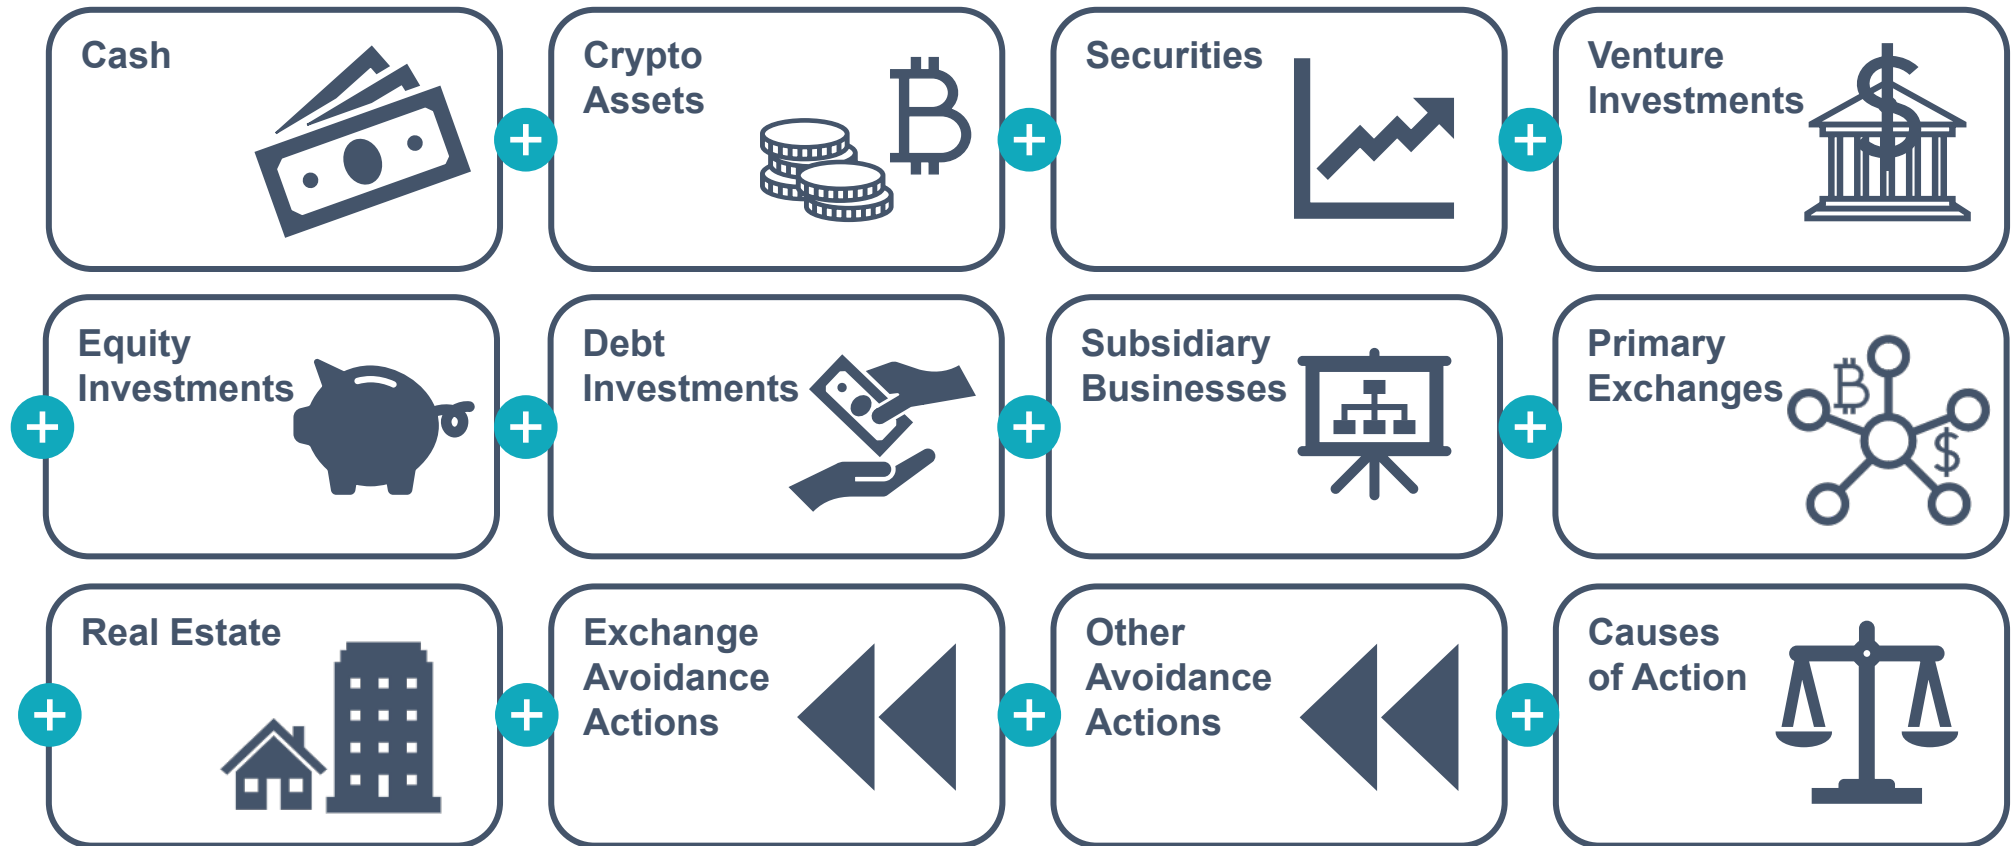 Cash
Crypto
Assets
Securities
Venture
Investments
Equity
Investments
Debt
Investments
Subsidiary
Businesses
Primary
Exchanges
Real Estate
Exchange
Avoidance
Actions
Other
Avoidance
Actions
Causes
of Action